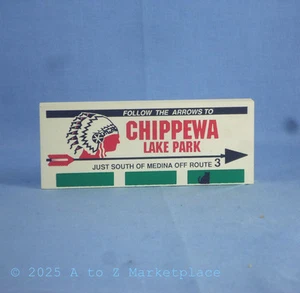 FOLLOW THE ARROWS TO
CHIPPEWA
LAKE PARK
JUST SOUTH OF MEDINA OFF ROUTE 3
© 2025 A to Z Marketplace